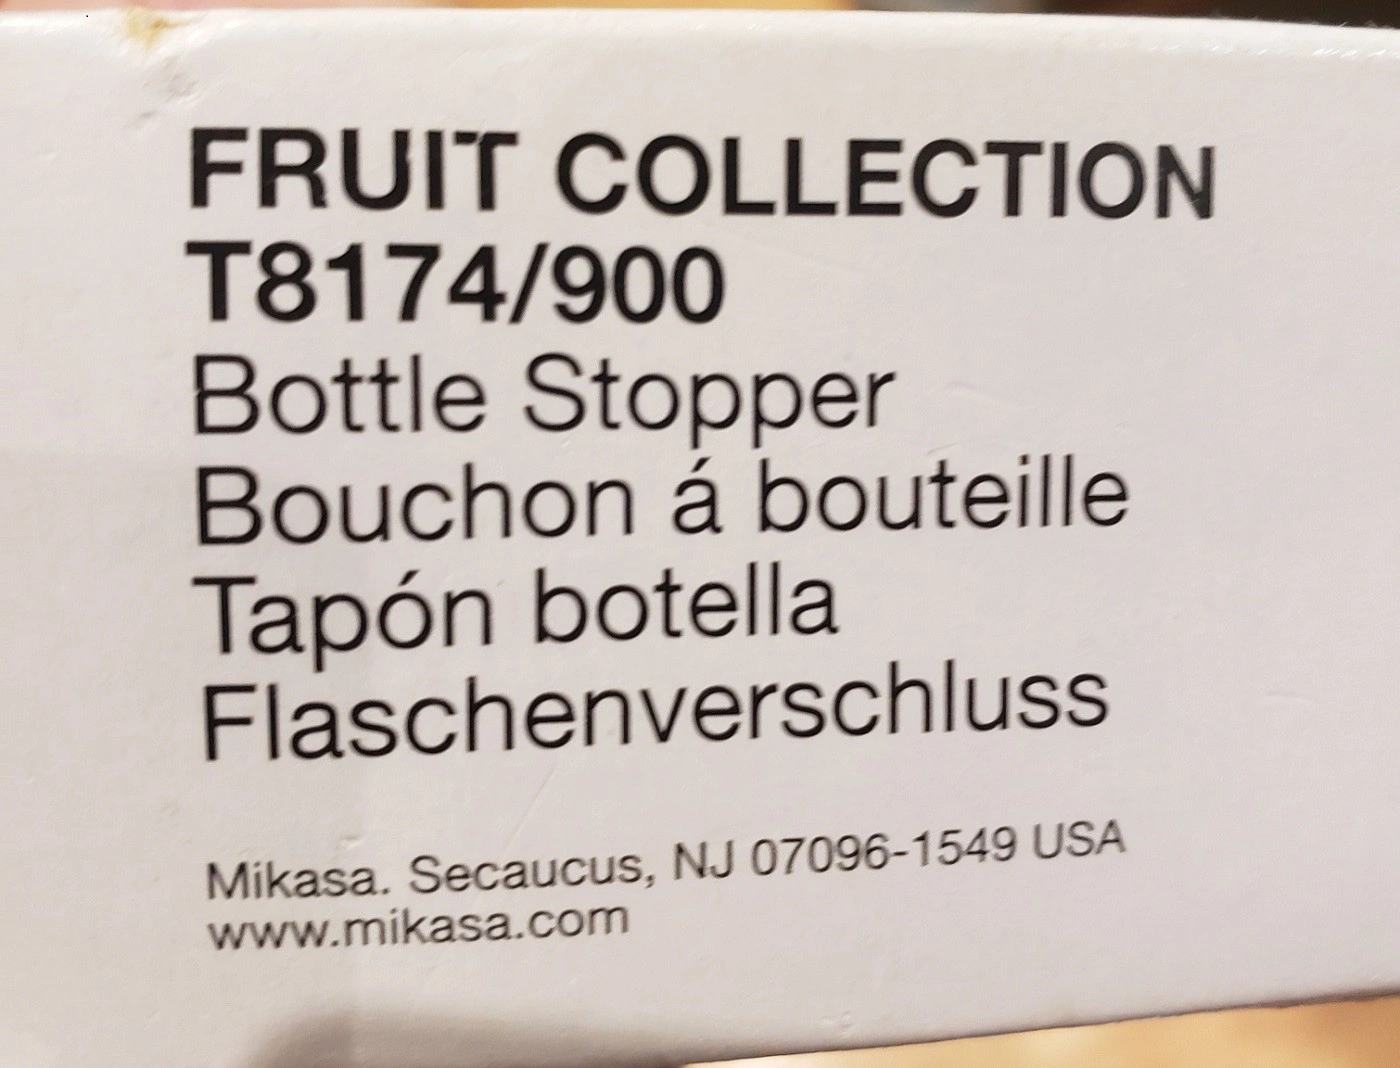 FRUIT COLLECTION
T8174/900
Bottle Stopper
Bouchon á bouteille
Tapón botella
Flaschenverschluss
Mikasa. Secaucus, NJ 07096-1549 USA
www.mikasa.com